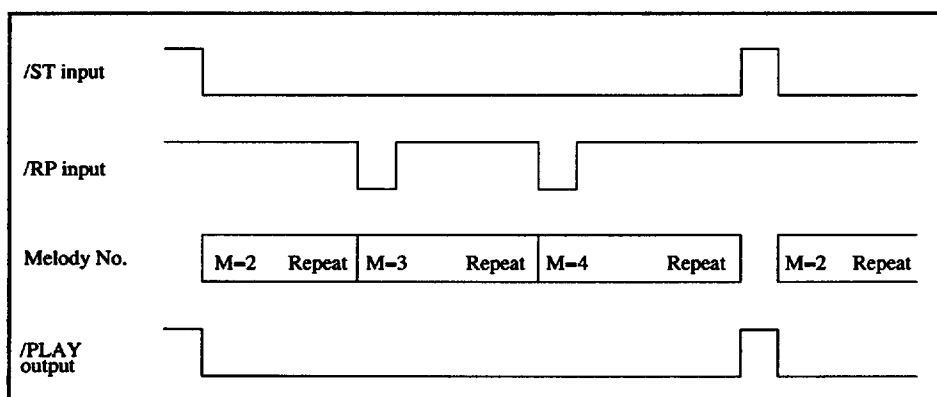 /ST input
/RP input
Melody No.
M=2 Repeat M=3 Repeat M=4 Repeat M=2 Repeat
/PLAY
output